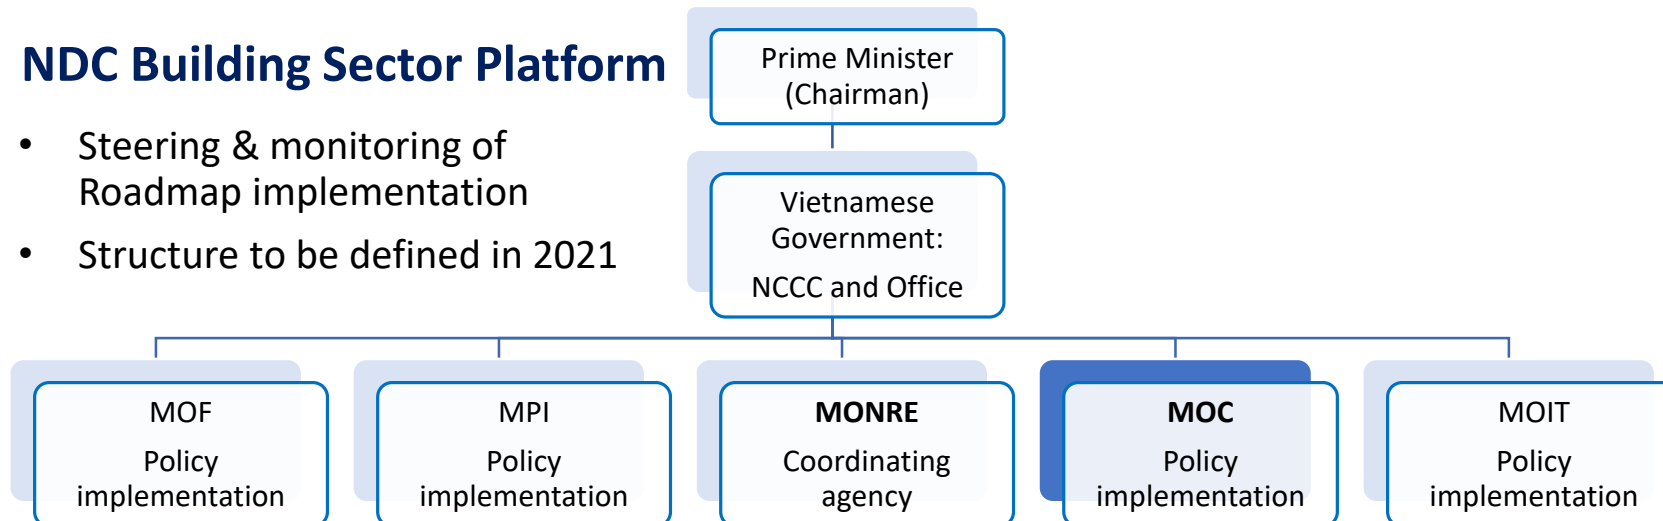 NDC Building Sector Platform
• Steering & monitoring of
Roadmap implementation
• Structure to be defined in 2021
Prime Minister
(Chairman)
Vietnamese
Government:
NCCC and Office
MOF
Policy
implementation
MPI
Policy
implementation
MONRE
Coordinating
agency
MOC
Policy
implementation
MOIT
Policy
implementation